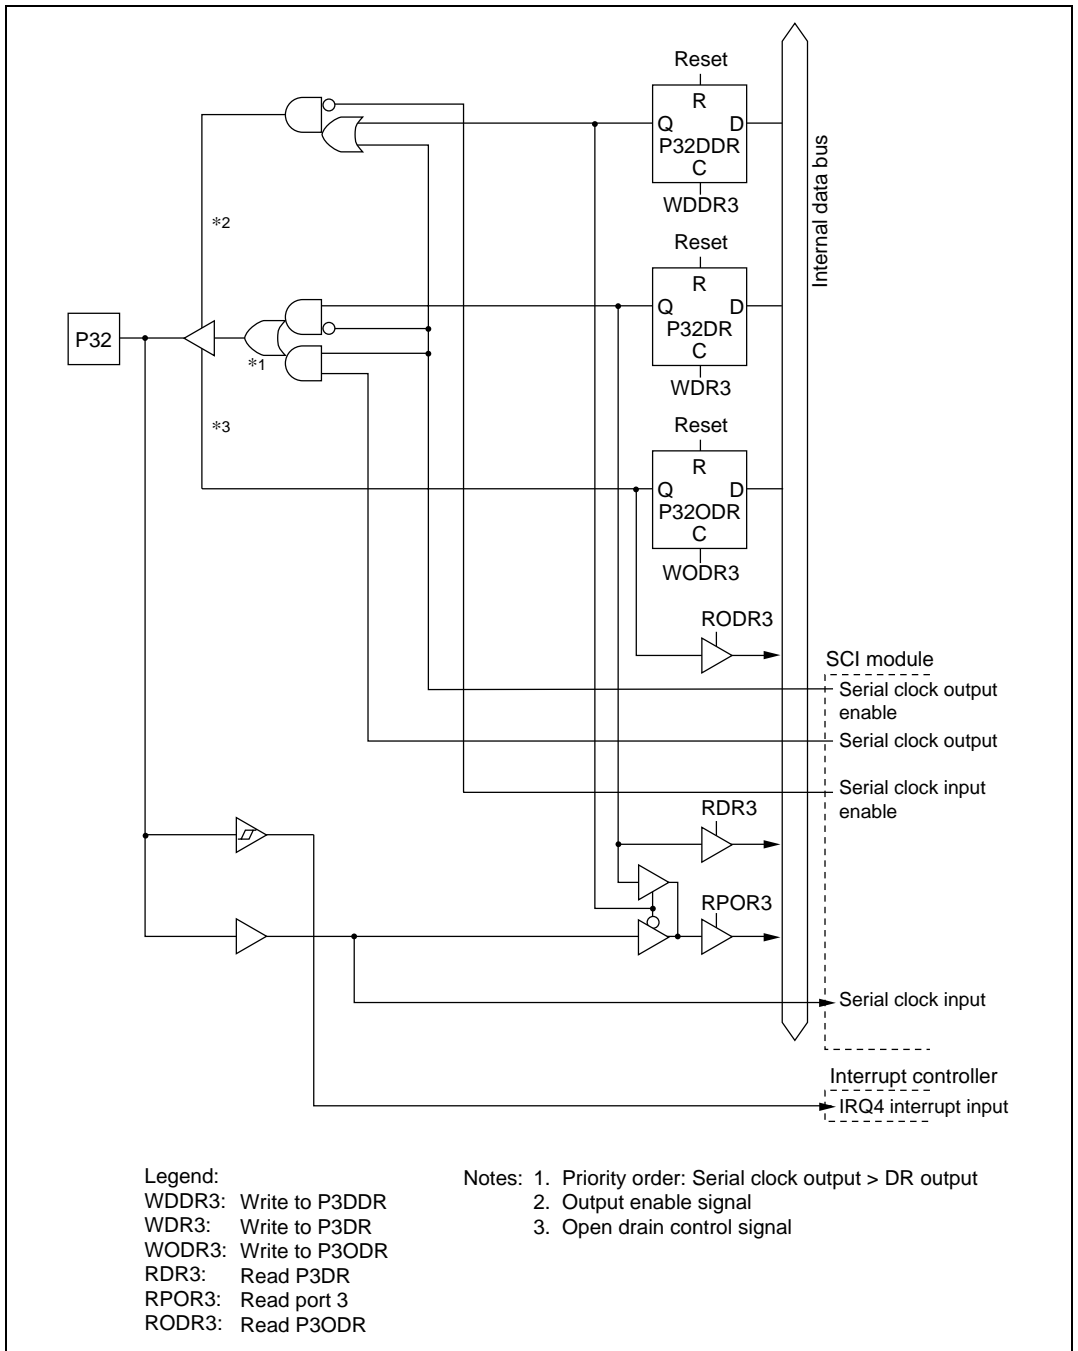 Reset
R
Q D
P32DDR
C
WDDR3
Internal data bus
*2
Reset
R
Q D
P32DR
C
WDR3
P32
*1
*3
Reset
R
Q D
P32ODR
C
WODR3
RODR3
SCI module
Serial clock output
enable
Serial clock output
Serial clock input
enable
RDR3
RPOR3
Serial clock input
Interrupt controller
IRQ4 interrupt input
Legend:
WDDR3: Write to P3DDR
WDR3: Write to P3DR
WODR3: Write to P3ODR
RDR3: Read P3DR
RPOR3: Read port 3
RODR3: Read P3ODR
Notes: 1. Priority order: Serial clock output > DR output
2. Output enable signal
3. Open drain control signal